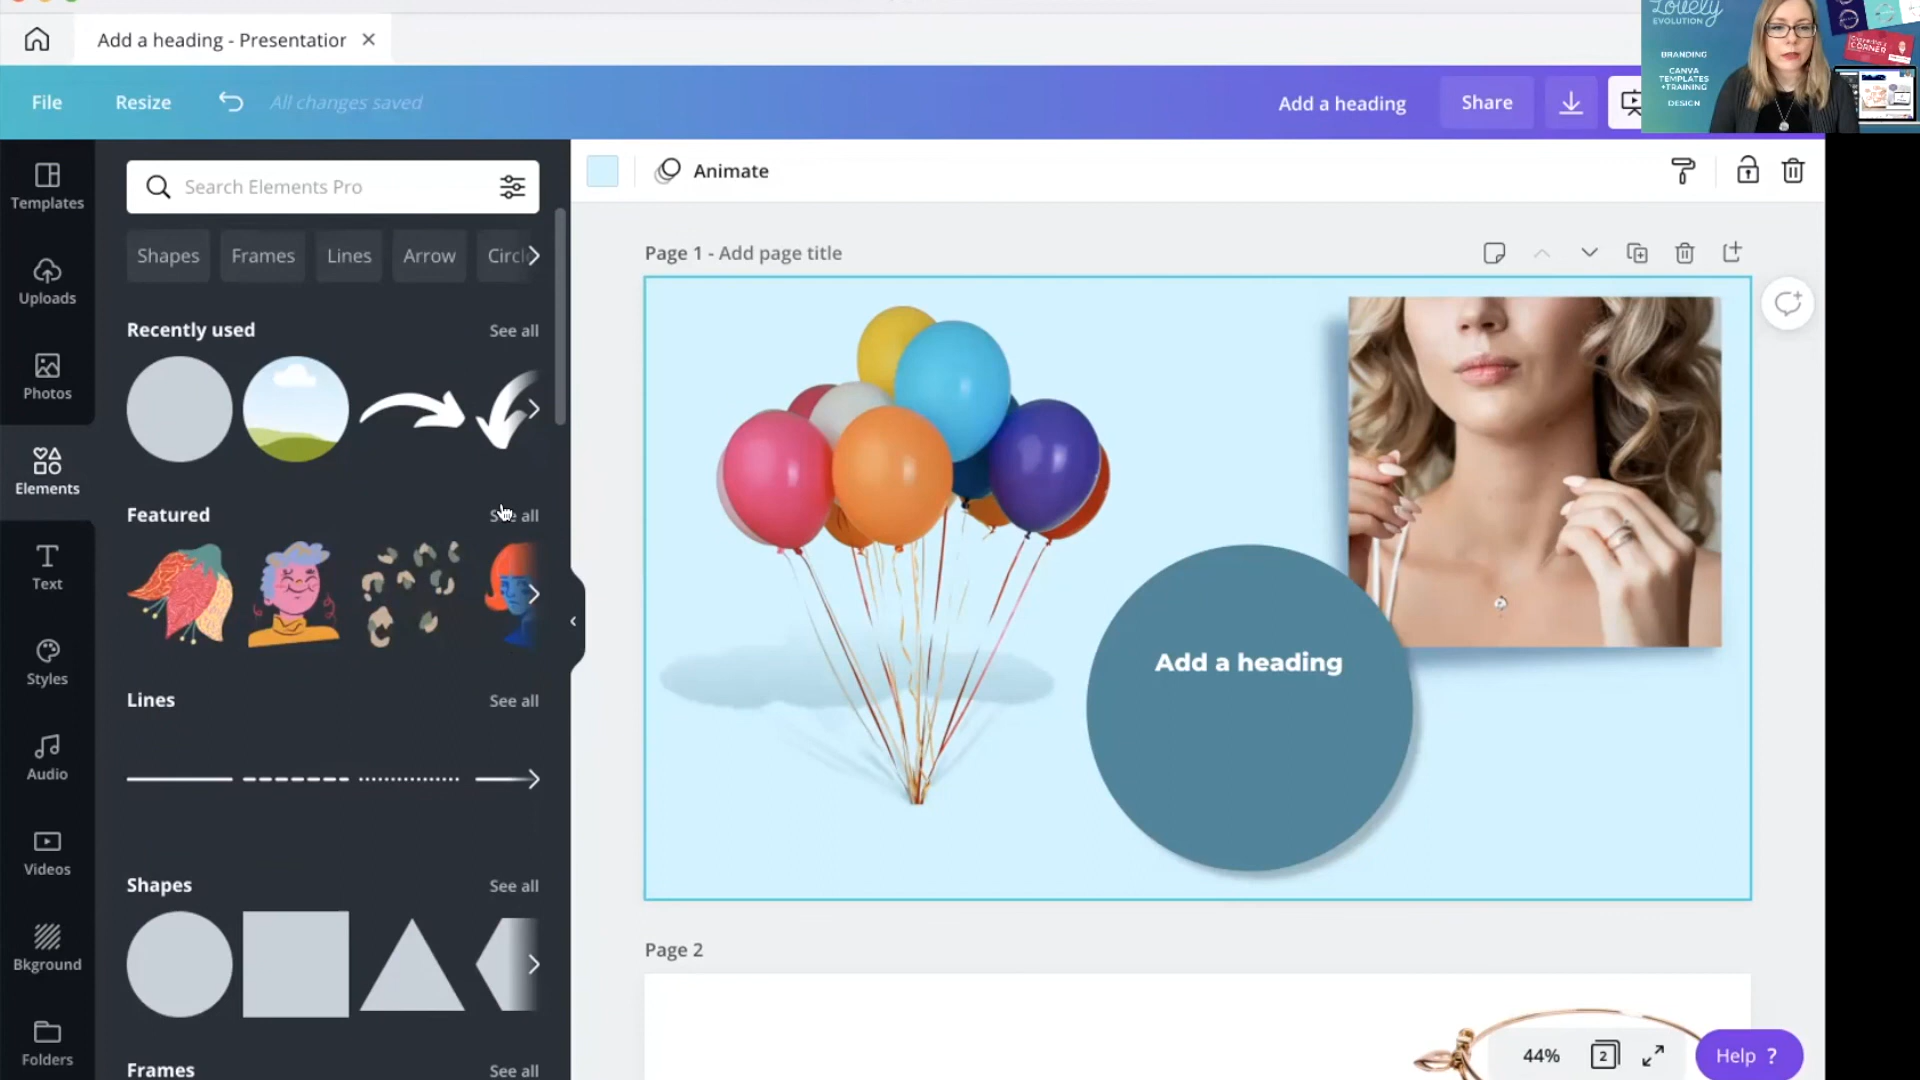 Add a heading - Presentation
File
Resize
All changes saved
Add a heading
Share
Lovely
EVOLUTION
BRANDING
CANVA
TEMPLATES
+TRAINING
DESIGN
CORNER
Templates
Uploads
Photos
Elements
Text
Styles
Audio
Videos
Bkground
Folders
Search Elements Pro
Shapes
Frames
Lines
Arrow
Circl
Recently used
See all
Featured
See all
Lines
See all
Shapes
See all
Frames
See all
Animate
Page 1 - Add page title
Add a heading
Page 2
44%
2
Help ?